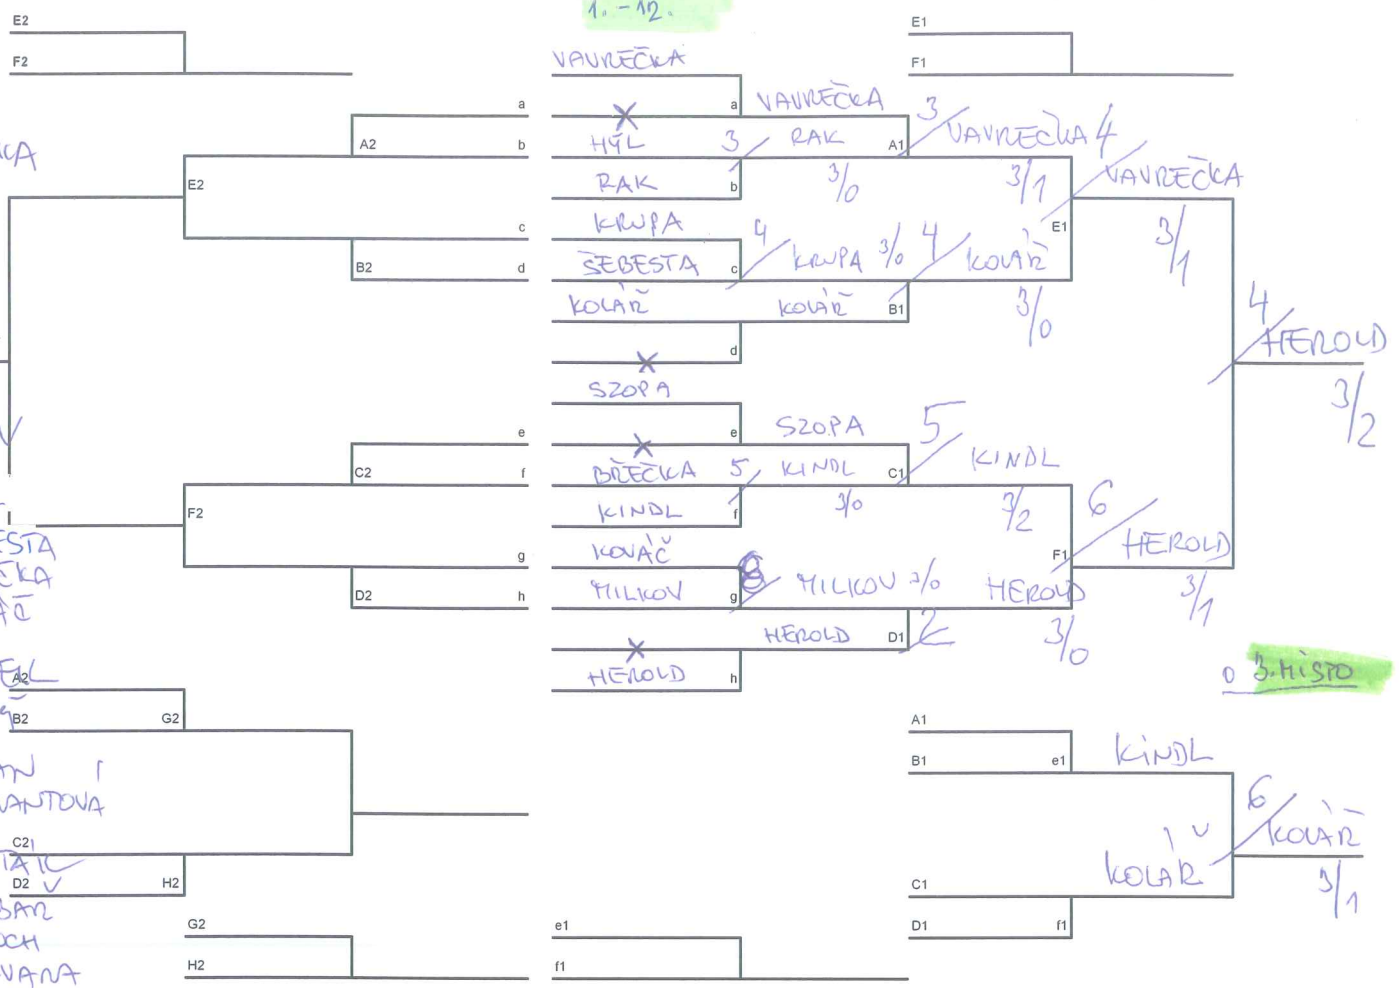 E2
F2
A2
E2
B2
C2
F2
D2
A2
B2 G2
C2
D2 H2
G2
H2
a
b
c
d
e
f
g
h
1. - 12.
VAVREČKA
a VAVREČKA
HÝL 3 RAK A1
RAK b 3/0
KRUPA
ŠEBESTA c 4 KRUPA 3/0
KOLÁŘ KOLÁŘ B1
d
SZOPA
e SZOPA
BŘEČKA 5 KINDL C1
KINDL f 3/0
KOVÁČ
MILKOV g MILKOV 3/0
HEROLD D1
HEROLD h
E1
F1
3 VAVREČKA
3/1
4 KOLÁŘ
3/0
5 KINDL
3/2
2 HEROLD
3/0
4 VAVREČKA
E1 3/1
6 HEROLD
F1 3/1
4 HEROLD
3/2
O 3. MÍSTO
A1
B1 e1 KINDL
6 KOLÁŘ
3/1
KOLÁŘ
C1
D1 f1
e1
f1